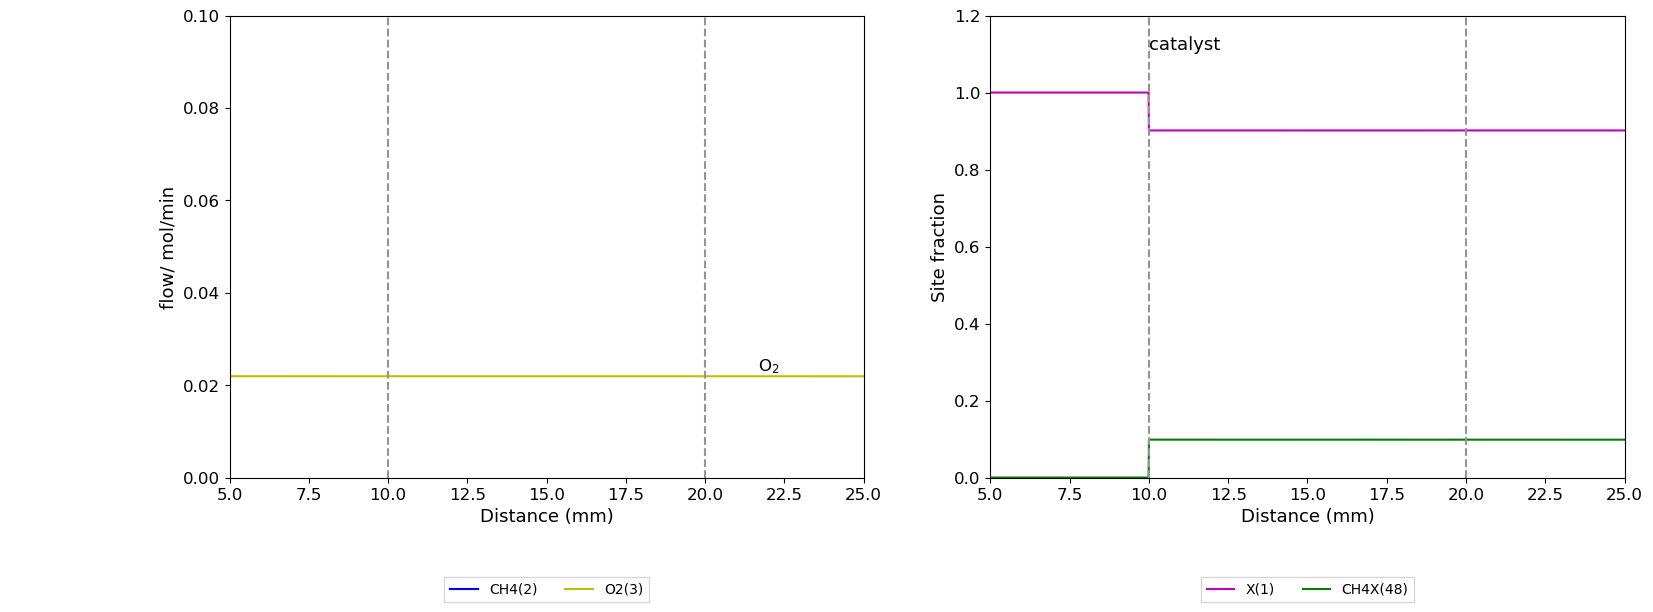 0.10
0.08
0.06
0.04
0.02
0.00
flow/ mol/min
O₂
5.0 7.5 10.0 12.5 15.0 17.5 20.0 22.5 25.0
Distance (mm)
CH4(2) O2(3)
1.2
1.0
0.8
0.6
0.4
0.2
0.0
Site fraction
catalyst
5.0 7.5 10.0 12.5 15.0 17.5 20.0 22.5 25.0
Distance (mm)
X(1) CH4X(48)